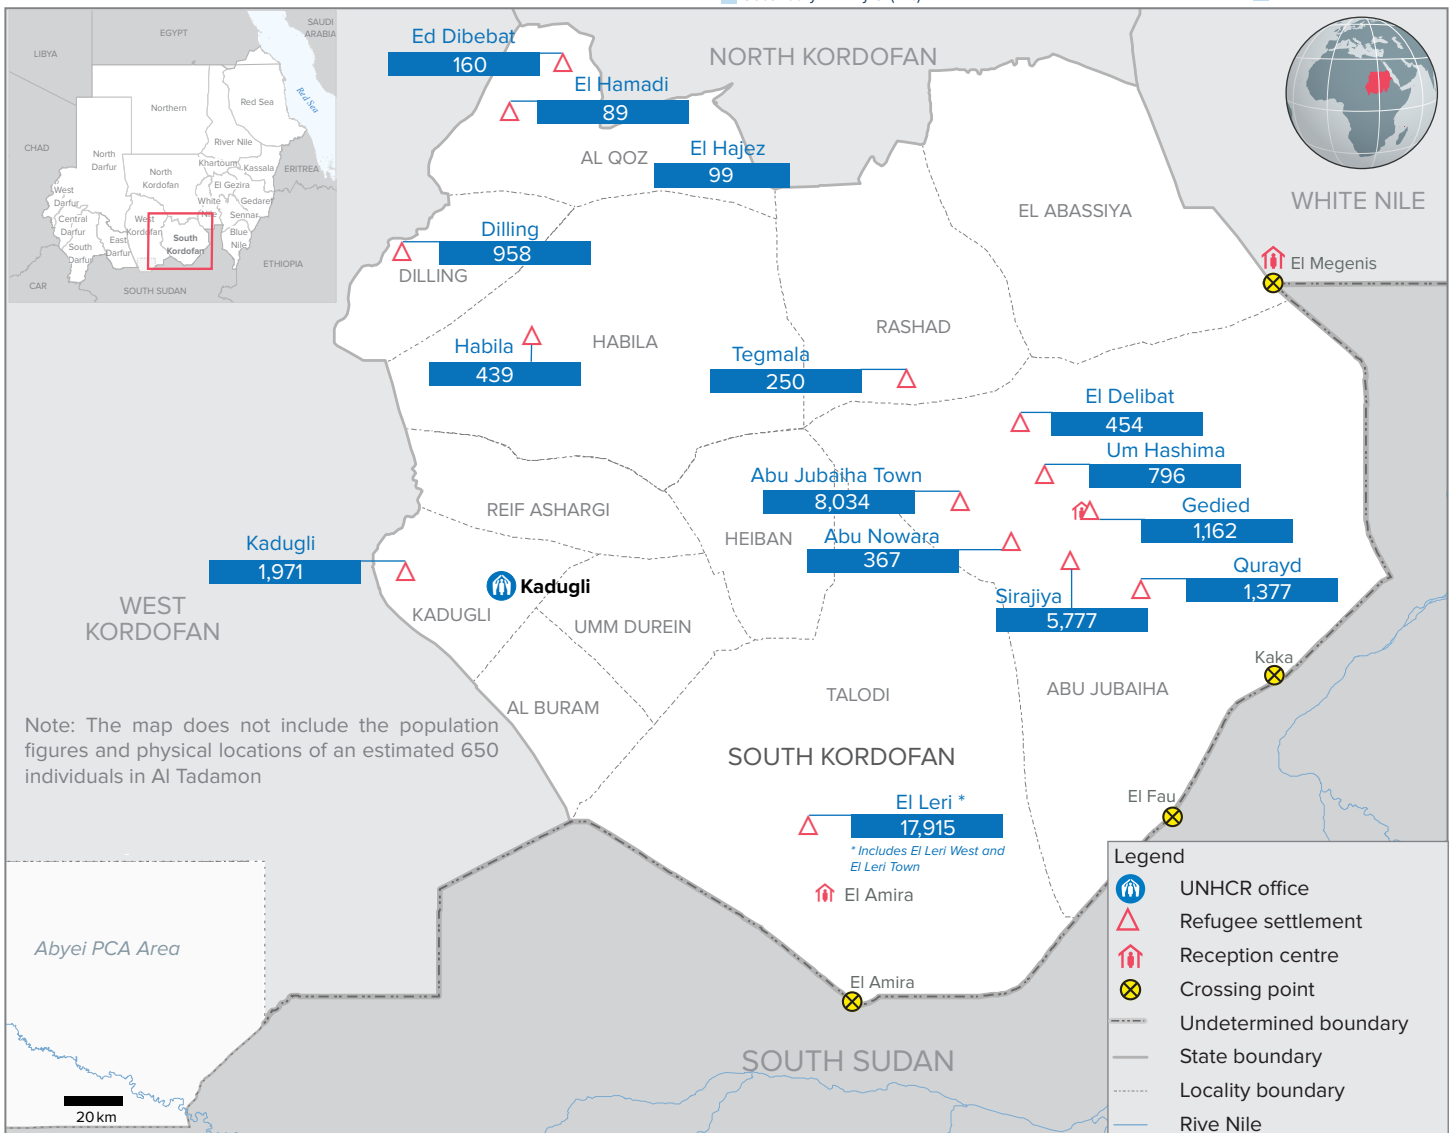 SAUDI
ARABIA
EGYPT
LIBYA
Red Sea
Northern
Red Sea
River Nile
CHAD
North
Darfur
North
Kordofan
Khartoum
Kassala
ERITREA
West
Darfur
El Gezira
White
Nile
Gedaref
Central
Darfur
West
Kordofan
Sennar
South
Kordofan
Blue
Nile
East
Darfur
South
Darfur
ETHIOPIA
CAR
SOUTH SUDAN
NORTH KORDOFAN
Ed Dibebat
160
El Hamadi
89
AL QOZ
El Hajez
99
WHITE NILE
EL ABASSIYA
Dilling
958
DILLING
El Megenis
RASHAD
Habila
439
HABILA
Tegmala
250
El Delibat
454
Um Hashima
796
Abu Jubaiha Town
8,034
REIF ASHARGI
Gedied
1,162
HEIBAN
Abu Nowara
367
Kadugli
1,971
Qurayd
1,377
Kadugli
Sirajiya
5,777
WEST
KORDOFAN
KADUGLI
UMM DUREIN
Kaka
TALODI
ABU JUBAIHA
AL BURAM
Note: The map does not include the population
figures and physical locations of an estimated 650
individuals in Al Tadamon
SOUTH KORDOFAN
El Fau
El Leri *
17,915
* Includes El Leri West and
El Leri Town
El Amira
Abyei PCA Area
El Amira
SOUTH SUDAN
20 km
Legend
UNHCR office
Refugee settlement
Reception centre
Crossing point
Undetermined boundary
State boundary
Locality boundary
Rive Nile